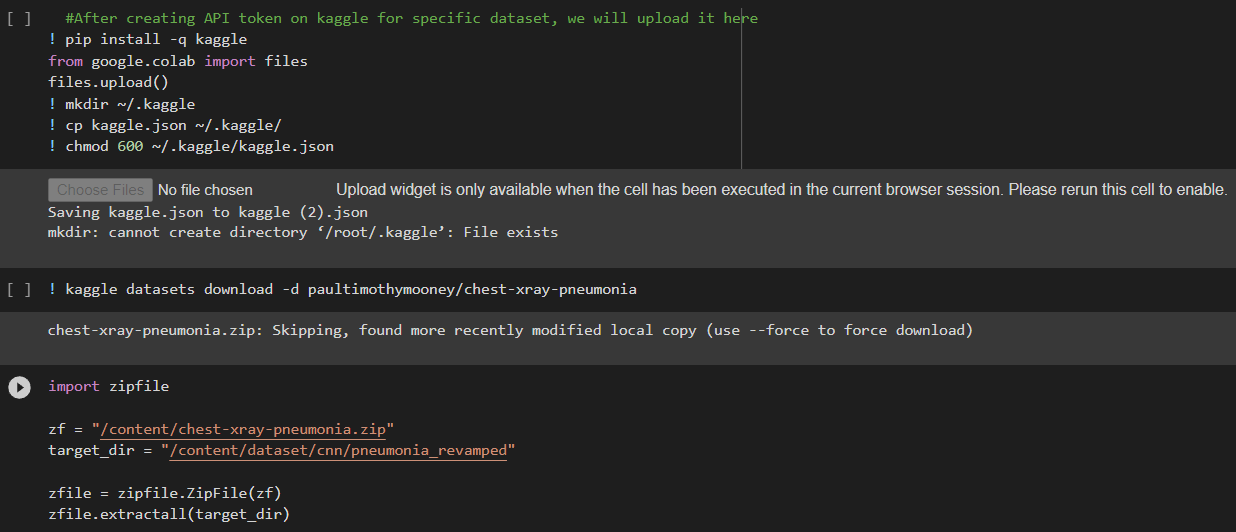 [ ] #After creating API token on kaggle for specific dataset, we will upload it here
! pip install -q kaggle
from google.colab import files
files.upload()
! mkdir ~/.kaggle
! cp kaggle.json ~/.kaggle/
! chmod 600 ~/.kaggle/kaggle.json
Choose Files No file chosen Upload widget is only available when the cell has been executed in the current browser session. Please rerun this cell to enable.
Saving kaggle.json to kaggle (2).json
mkdir: cannot create directory ‘/root/.kaggle’: File exists
[ ] ! kaggle datasets download -d paultimothymooney/chest-xray-pneumonia
chest-xray-pneumonia.zip: Skipping, found more recently modified local copy (use --force to force download)
import zipfile
zf = "/content/chest-xray-pneumonia.zip"
target_dir = "/content/dataset/cnn/pneumonia_revamped"
zfile = zipfile.ZipFile(zf)
zfile.extractall(target_dir)